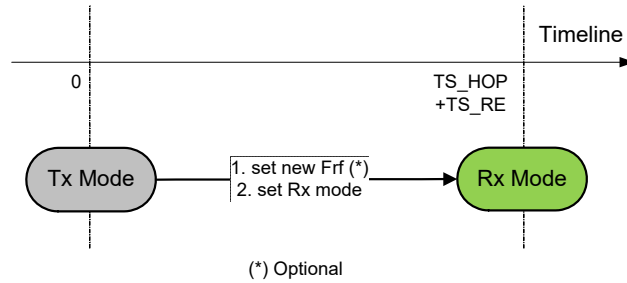 Timeline
0
TS_HOP
+TS_RE
Tx Mode
1. set new Frf (*)
2. set Rx mode
Rx Mode
(*) Optional